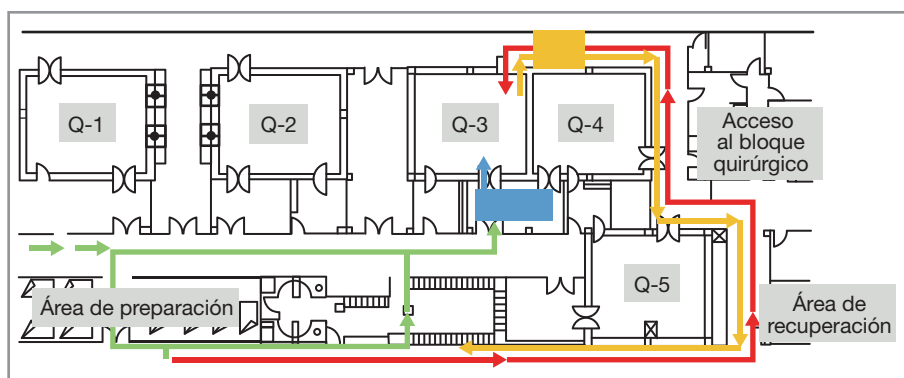 Q-1
Q-2
Q-3
Q-4
Acceso
al bloque
quirúrgico
Q-5
Área de preparación
Área de
recuperación